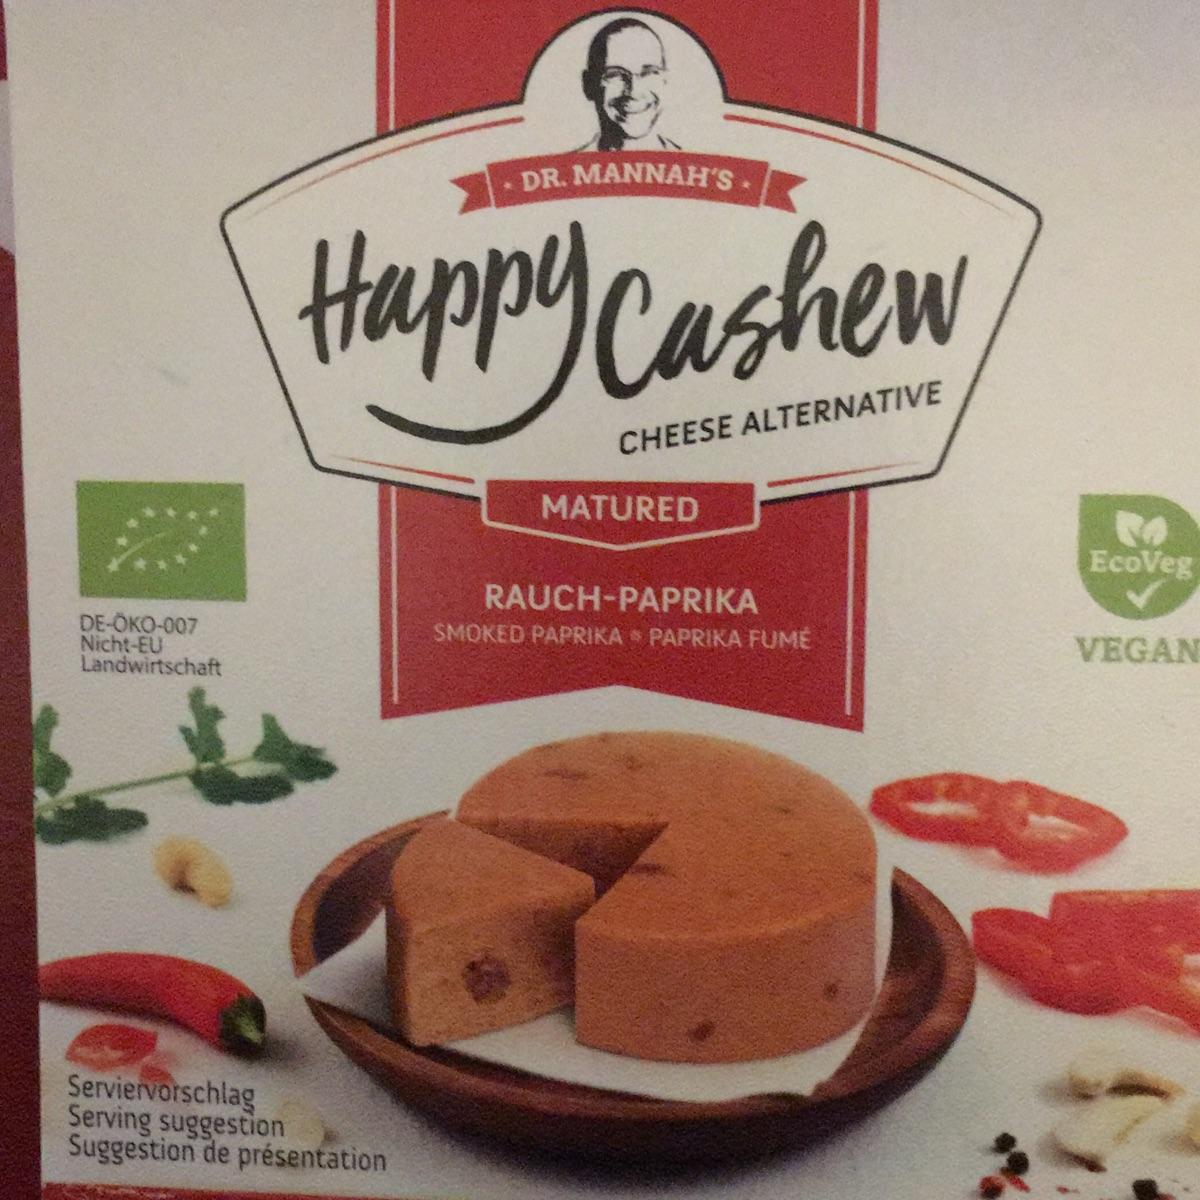 DR. MANNAH'S
Happy Cashew
CHEESE ALTERNATIVE
MATURED
RAUCH-PAPRIKA
SMOKED PAPRIKA * PAPRIKA FUMÉ
DE-ÖKO-007
Nicht-EU
Landwirtschaft
EcoVeg
VEGAN
Serviervorschlag
Serving suggestion
Suggestion de présentation